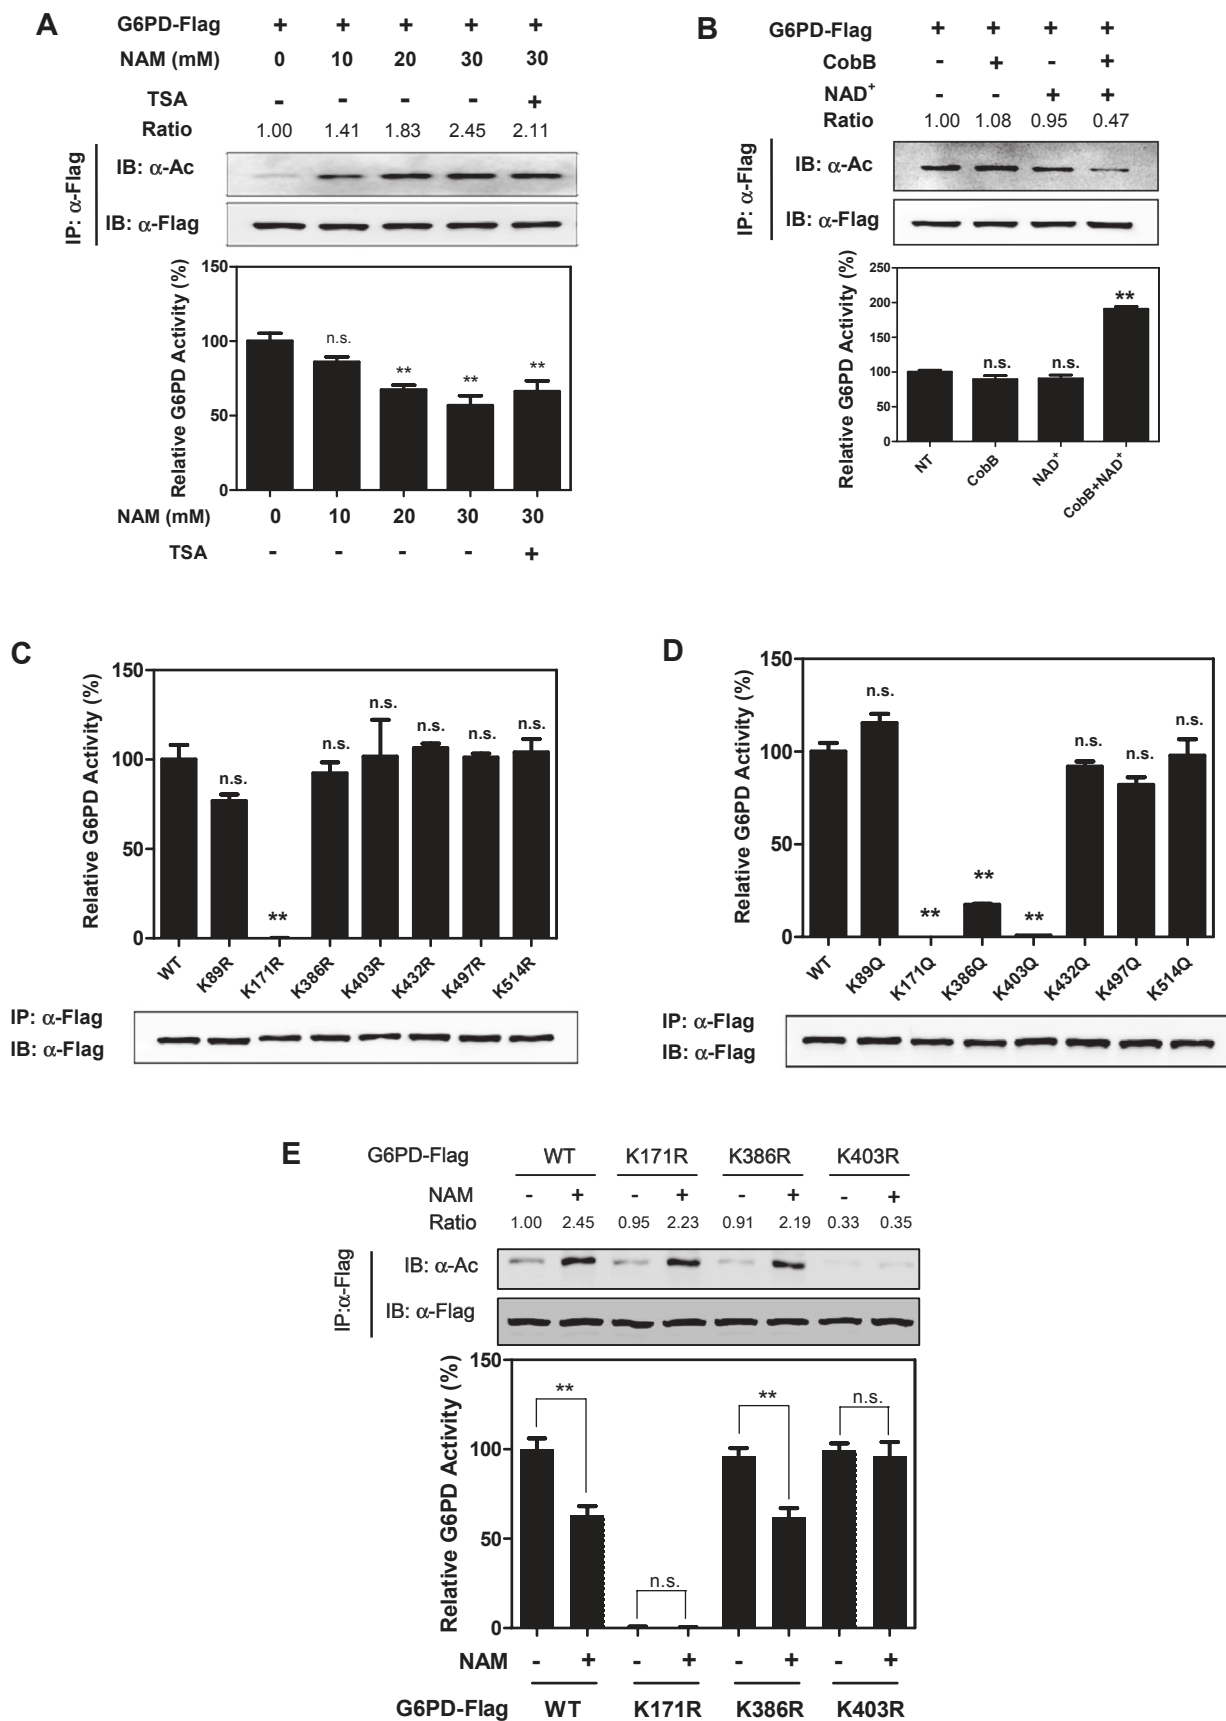 A
G6PD-Flag + + + + +
NAM (mM) 0 10 20 30 30
TSA - - - - +
Ratio 1.00 1.41 1.83 2.45 2.11
IP: α-Flag
IB: α-Ac
IB: α-Flag
Relative G6PD Activity (%)
150
100
50
0
n.s. ** ** **
NAM (mM) 0 10 20 30 30
TSA - - - - +
B
G6PD-Flag + + + +
CobB - + - +
NAD+ - - + +
Ratio 1.00 1.08 0.95 0.47
IP: α-Flag
IB: α-Ac
IB: α-Flag
Relative G6PD Activity (%)
250
200
150
100
50
0
n.s. n.s. **
NT CobB NAD+ CobB+NAD+
C
Relative G6PD Activity (%)
150
100
50
0
n.s. ** n.s. n.s. n.s. n.s. n.s.
WT K89R K171R K386R K403R K432R K497R K514R
IP: α-Flag
IB: α-Flag
D
Relative G6PD Activity (%)
150
100
50
0
n.s. ** ** ** n.s. n.s. n.s.
WT K89Q K171Q K386Q K403Q K432Q K497Q K514Q
IP: α-Flag
IB: α-Flag
E
G6PD-Flag WT K171R K386R K403R
NAM - + - + - + - +
Ratio 1.00 2.45 0.95 2.23 0.91 2.19 0.33 0.35
IP:α-Flag
IB: α-Ac
IB: α-Flag
Relative G6PD Activity (%)
150
100
50
0
** n.s. ** n.s.
NAM - + - + - + - +
G6PD-Flag WT K171R K386R K403R